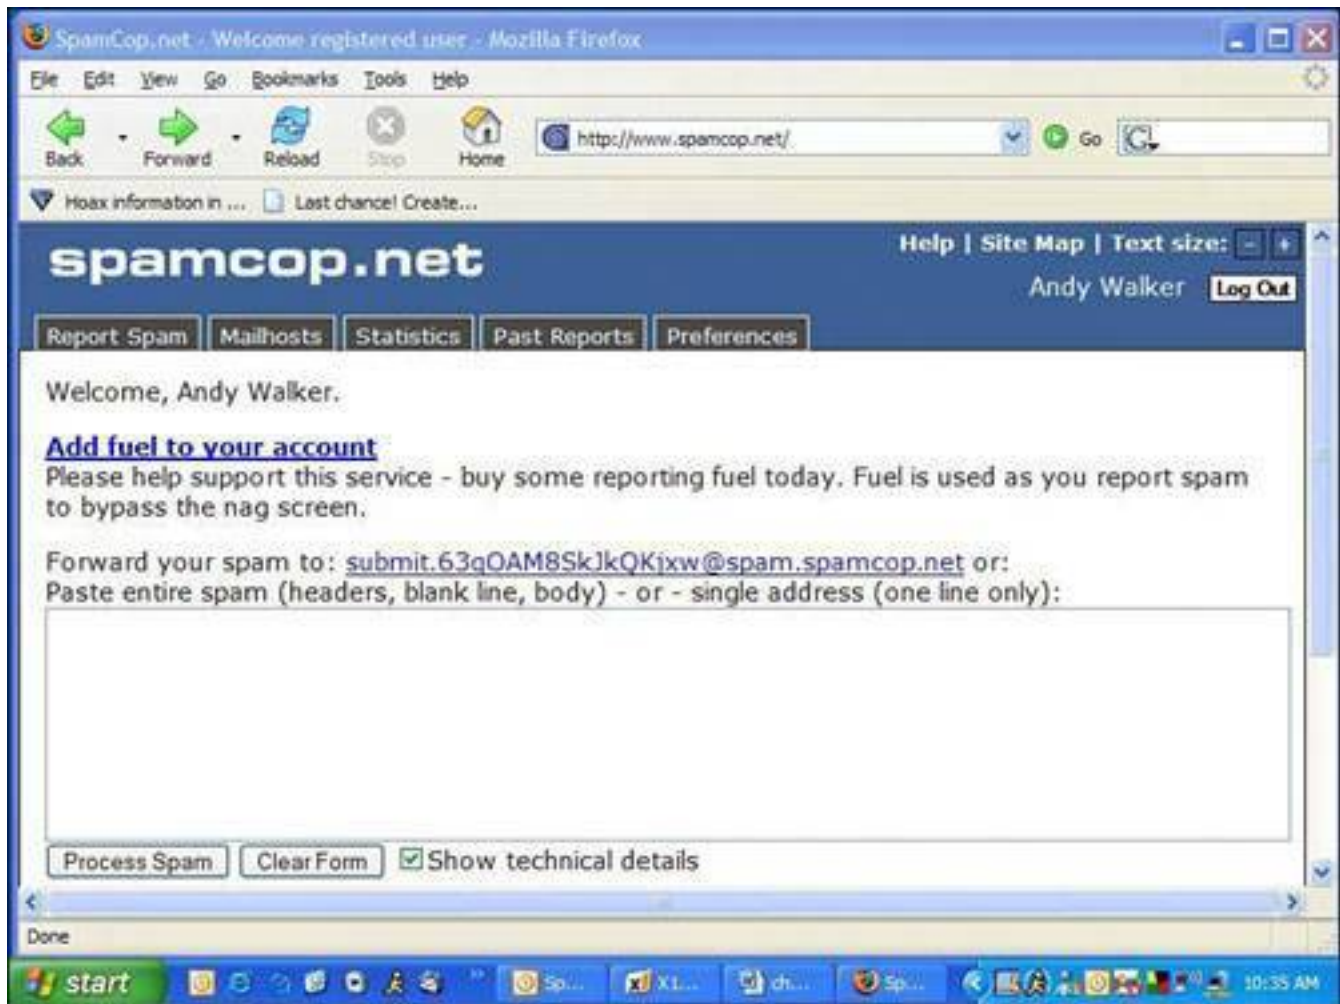 SpamCop.net - Welcome registered user - Mozilla Firefox
File Edit View Go Bookmarks Tools Help
Back Forward Reload Stop Home http://www.spamcop.net/ Go
Hoax information in ... Last chance! Create...
spamcop.net
Help | Site Map | Text size: - +
Andy Walker Log Out
Report Spam Mailhosts Statistics Past Reports Preferences
Welcome, Andy Walker.
Add fuel to your account
Please help support this service - buy some reporting fuel today. Fuel is used as you report spam
to bypass the nag screen.
Forward your spam to: submit.63qOAM8SkJkQKjxw@spam.spamcop.net or:
Paste entire spam (headers, blank line, body) - or - single address (one line only):
Process Spam Clear Form Show technical details
Done
start Sp... X1... ch... Sp... 10:35 AM